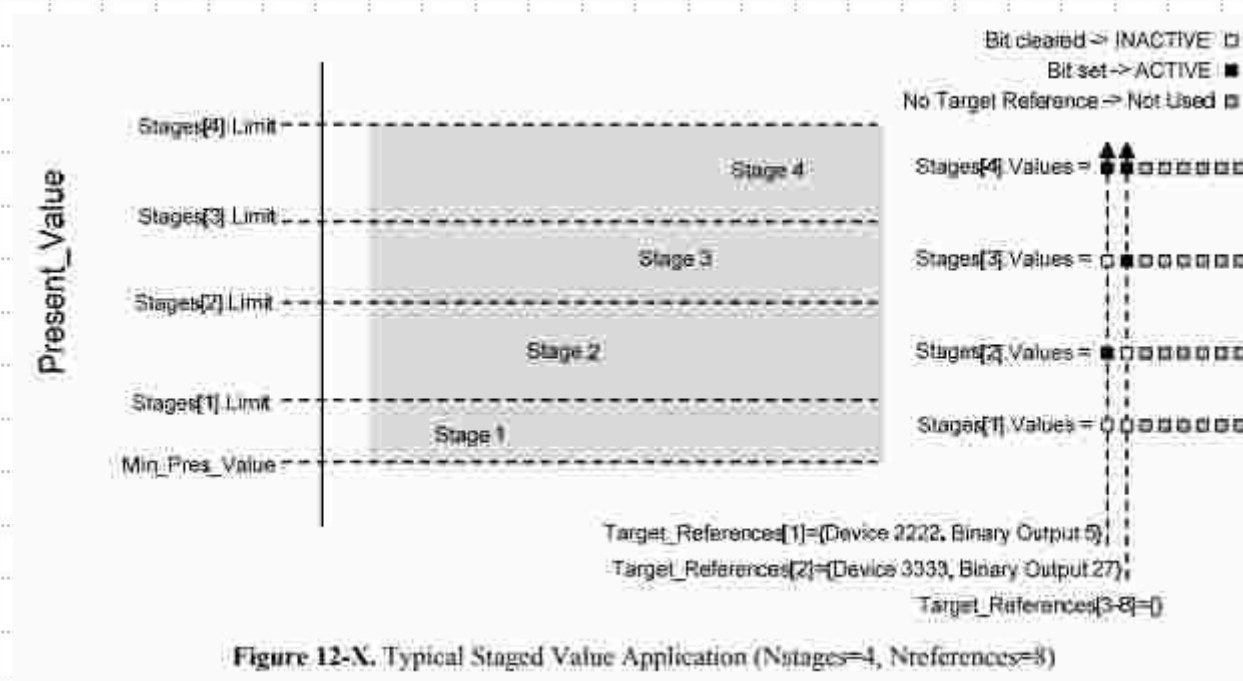 Bit cleared -> INACTIVE
Bit set -> ACTIVE
No Target Reference -> Not Used
Present_Value
Stages[4].Limit
Stage 4
Stages[4].Values =
Stages[3].Limit
Stage 3
Stages[3].Values =
Stages[2].Limit
Stage 2
Stages[2].Values =
Stages[1].Limit
Stage 1
Stages[1].Values =
Min_Pres_Value
Target_References[1]={Device 2222, Binary Output 5}
Target_References[2]={Device 3333, Binary Output 27}
Target_References[3-8]={}
Figure 12-X. Typical Staged Value Application (Nstages=4, Nreferences=8)